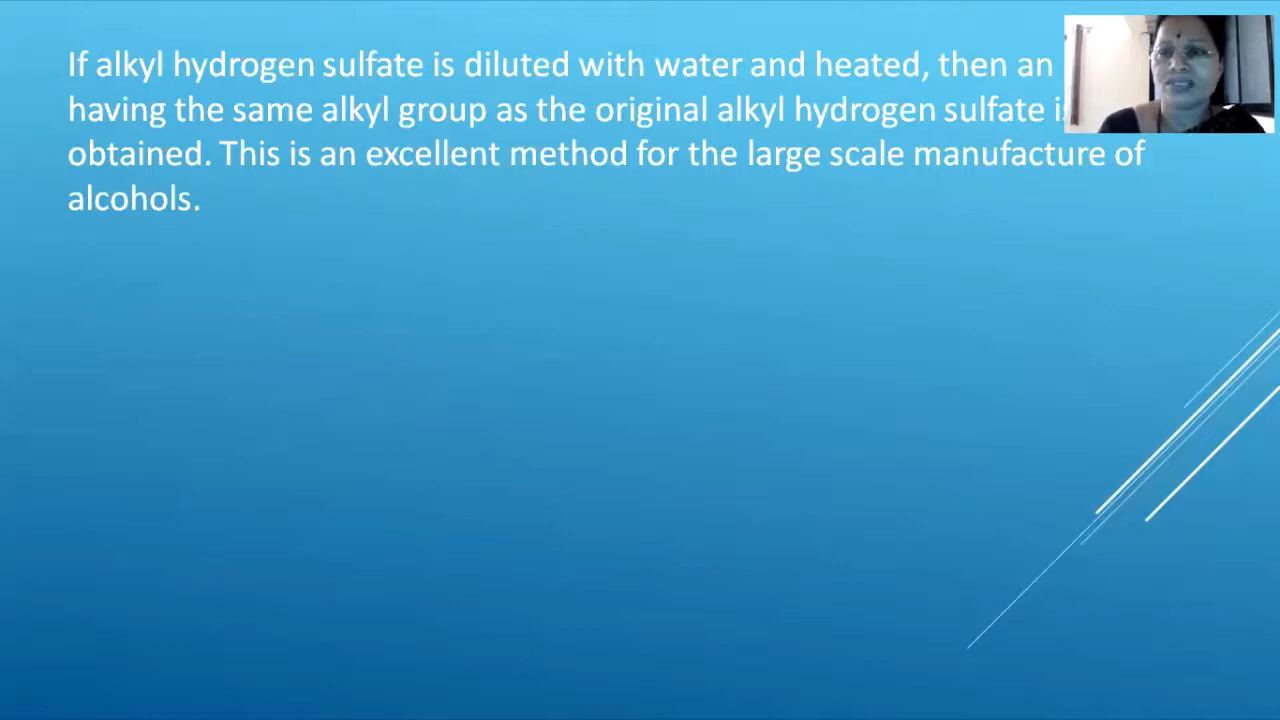 If alkyl hydrogen sulfate is diluted with water and heated, then an
having the same alkyl group as the original alkyl hydrogen sulfate
obtained. This is an excellent method for the large scale manufacture of
alcohols.